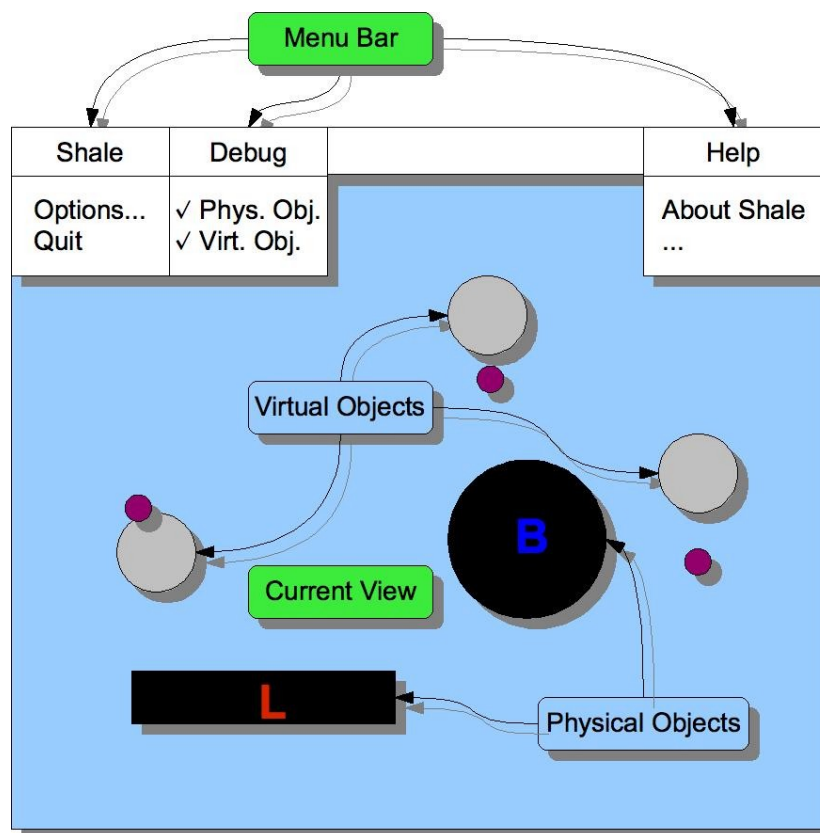 Menu Bar
Shale
Debug
Help
Options...
Quit
✓ Phys. Obj.
✓ Virt. Obj.
About Shale
...
Virtual Objects
B
Current View
L
Physical Objects